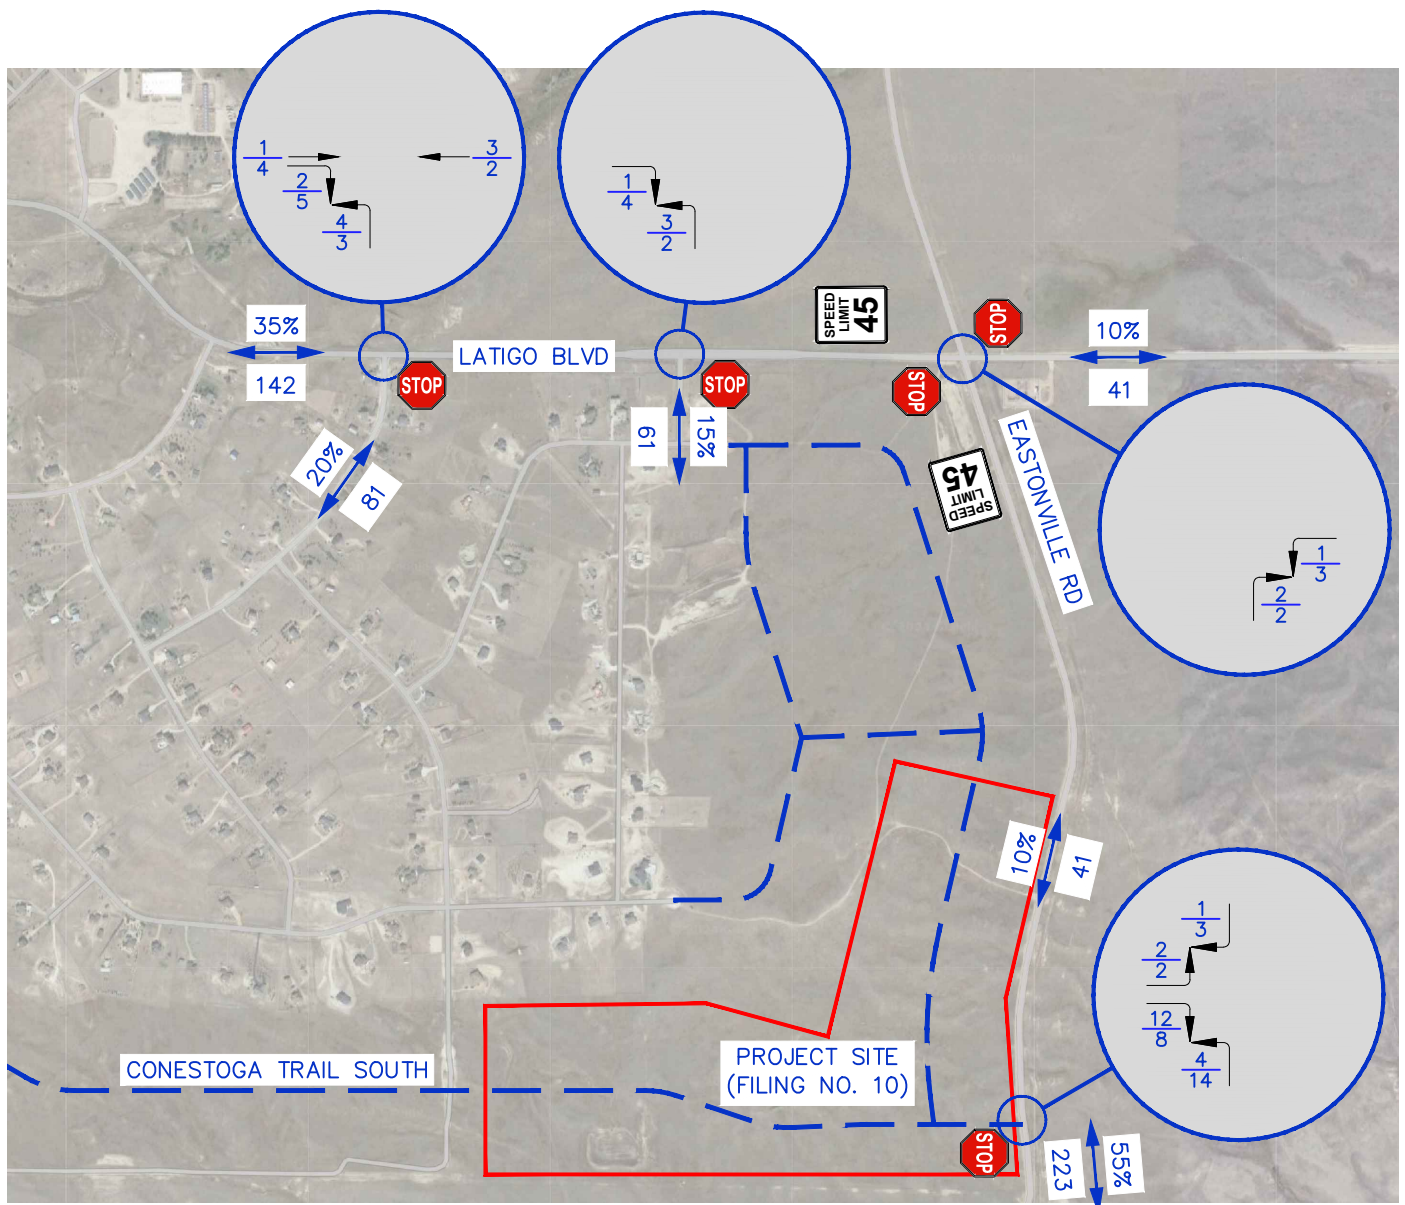 1
4
3
2
2
5
4
3
1
4
3
2
SPEED
LIMIT
45
STOP
35%
142
LATIGO BLVD
10%
41
STOP
STOP
STOP
61
15%
20%
81
EASTONVILLE RD
SPEED
LIMIT
45
1
3
2
2
10%
41
1
3
2
2
12
8
4
14
CONESTOGA TRAIL SOUTH
PROJECT SITE
(FILING NO. 10)
STOP
223
55%